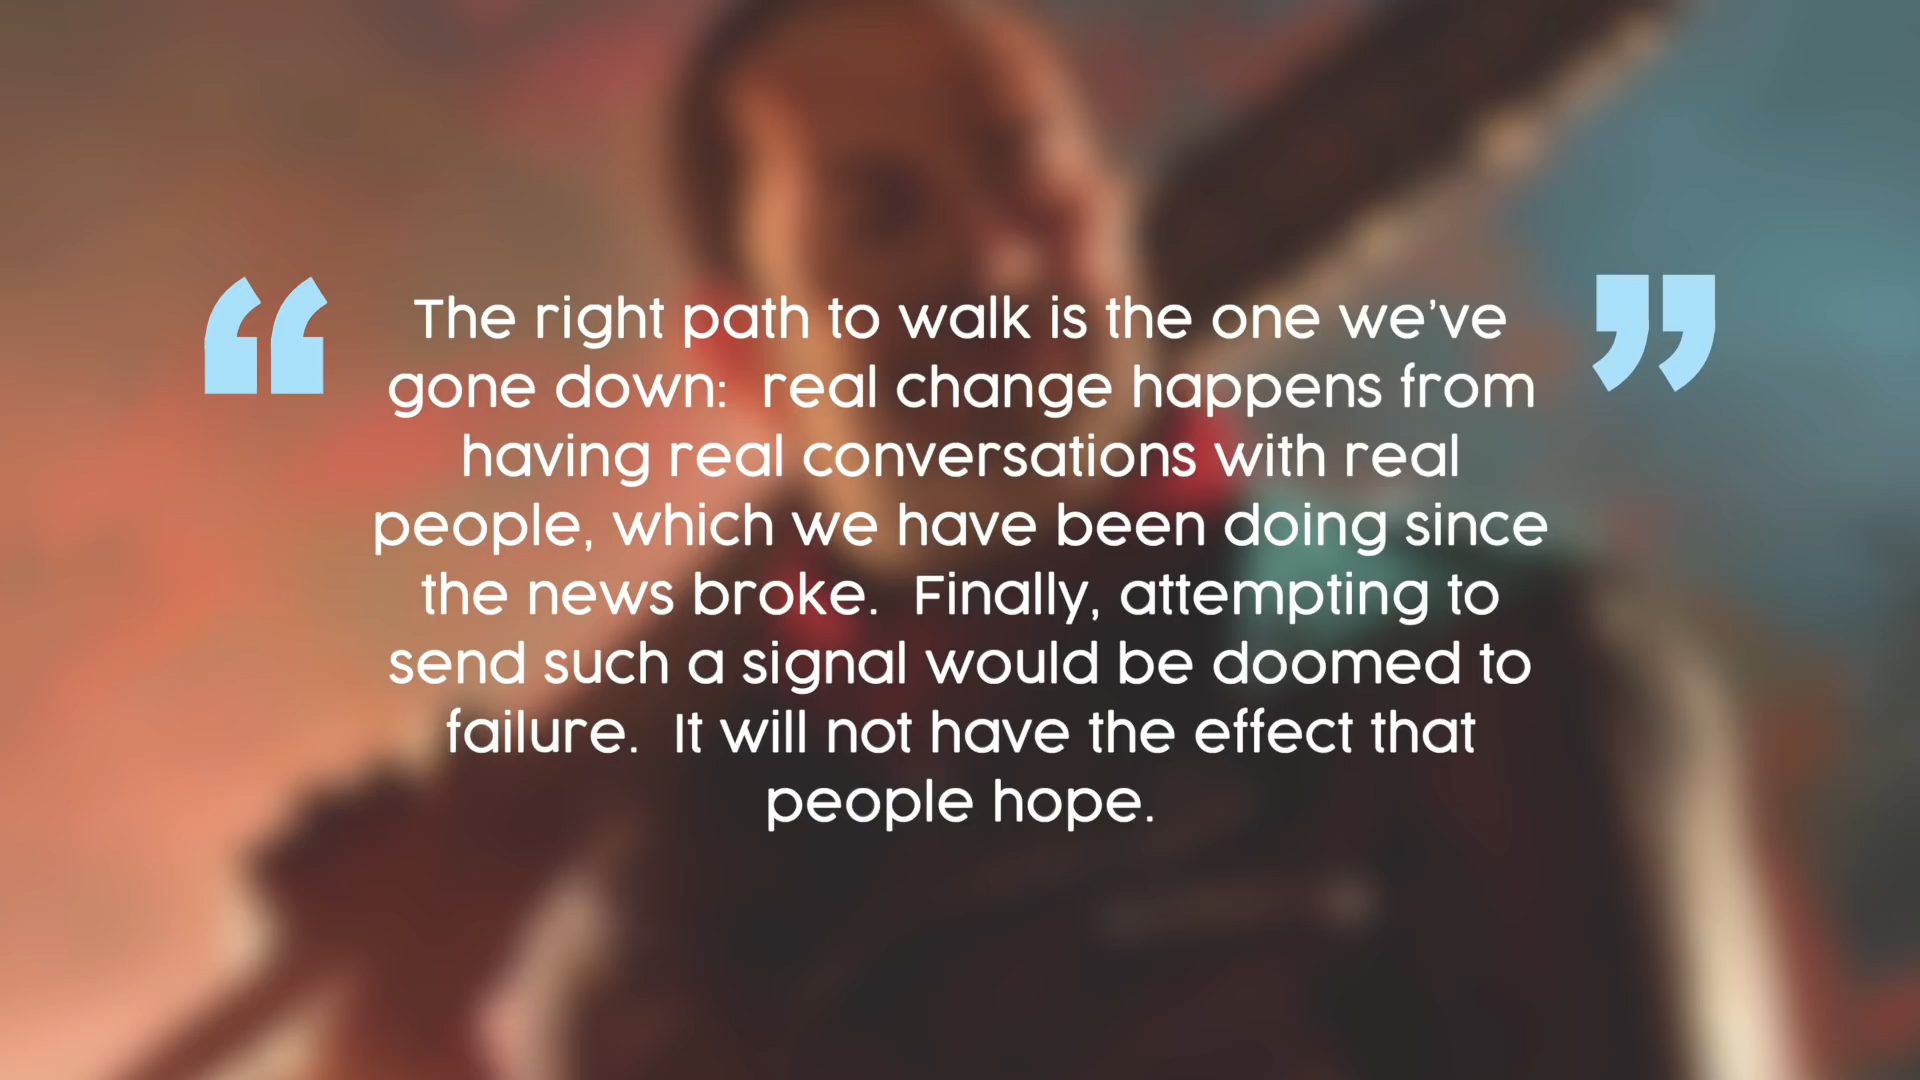 “The right path to walk is the one we’ve”
gone down:  real change happens from
having real conversations with real
people, which we have been doing since
the news broke.  Finally, attempting to
send such a signal would be doomed to
failure.  It will not have the effect that
people hope.